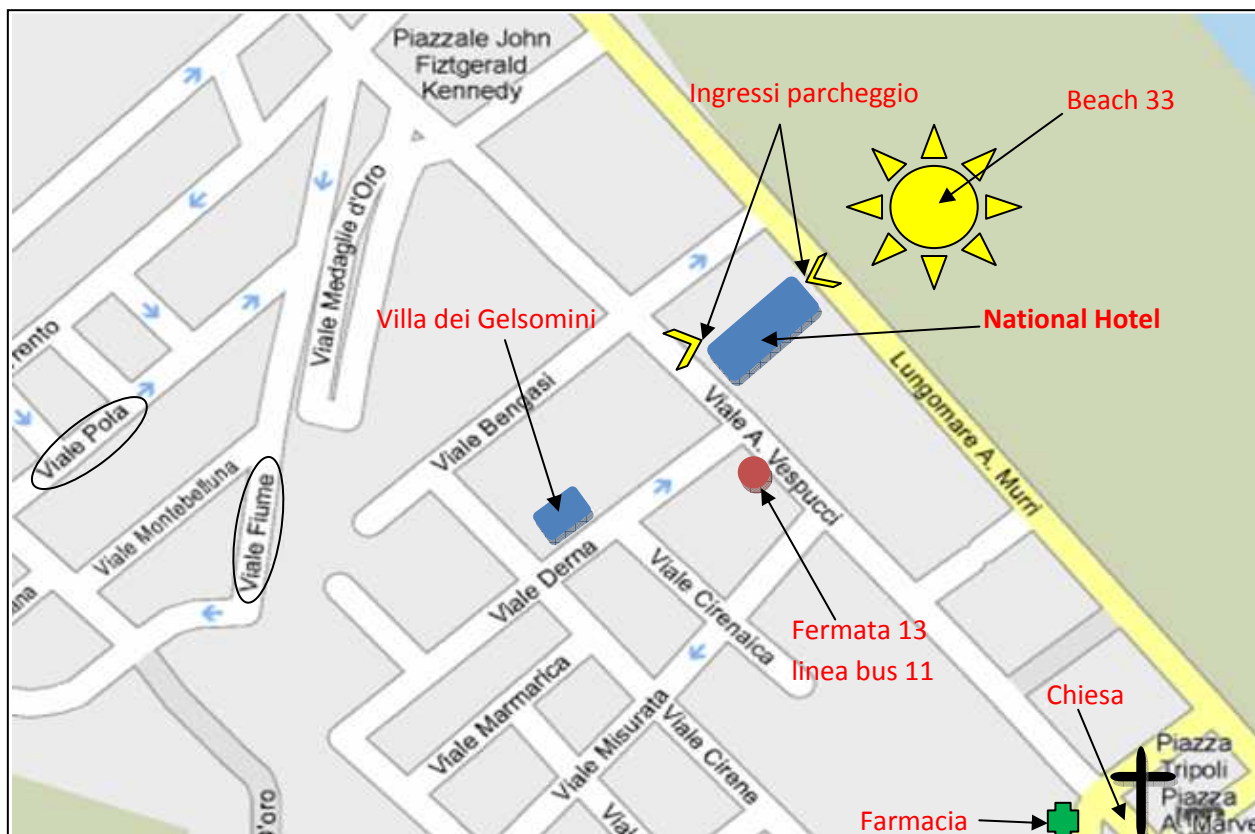 Piazzale John
Fiztgerald
Kennedy
Ingressi parcheggio
Beach 33
Viale Medaglie d'Oro
Villa dei Gelsomini
National Hotel
Lungomare A. Murri
Viale Bengasi
Viale A. Vespucci
Viale Pola
Viale Montebelluna
Viale Fiume
Viale Derna
Viale Cirenaica
Fermata 13
linea bus 11
Viale Marmarica
Viale Misurata
Viale Cirene
Chiesa
Piazza
Tripoli
Piazza
Farmacia